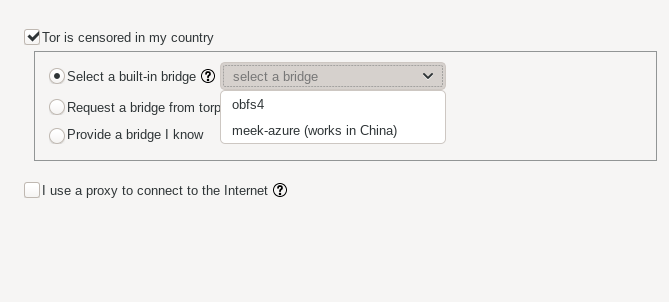 Tor is censored in my country
Select a built-in bridge ? select a bridge
obfs4
Request a bridge from torp
meek-azure (works in China)
Provide a bridge I know
I use a proxy to connect to the Internet ?